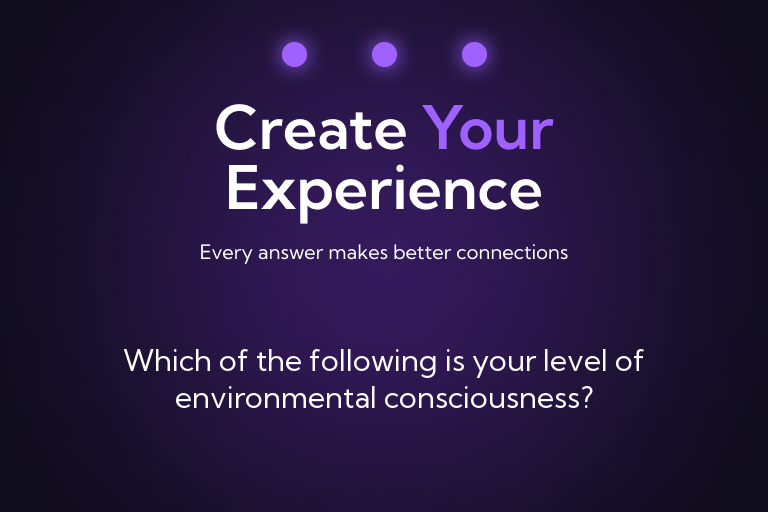 Create Your
Experience
Every answer makes better connections
Which of the following is your level of
environmental consciousness?